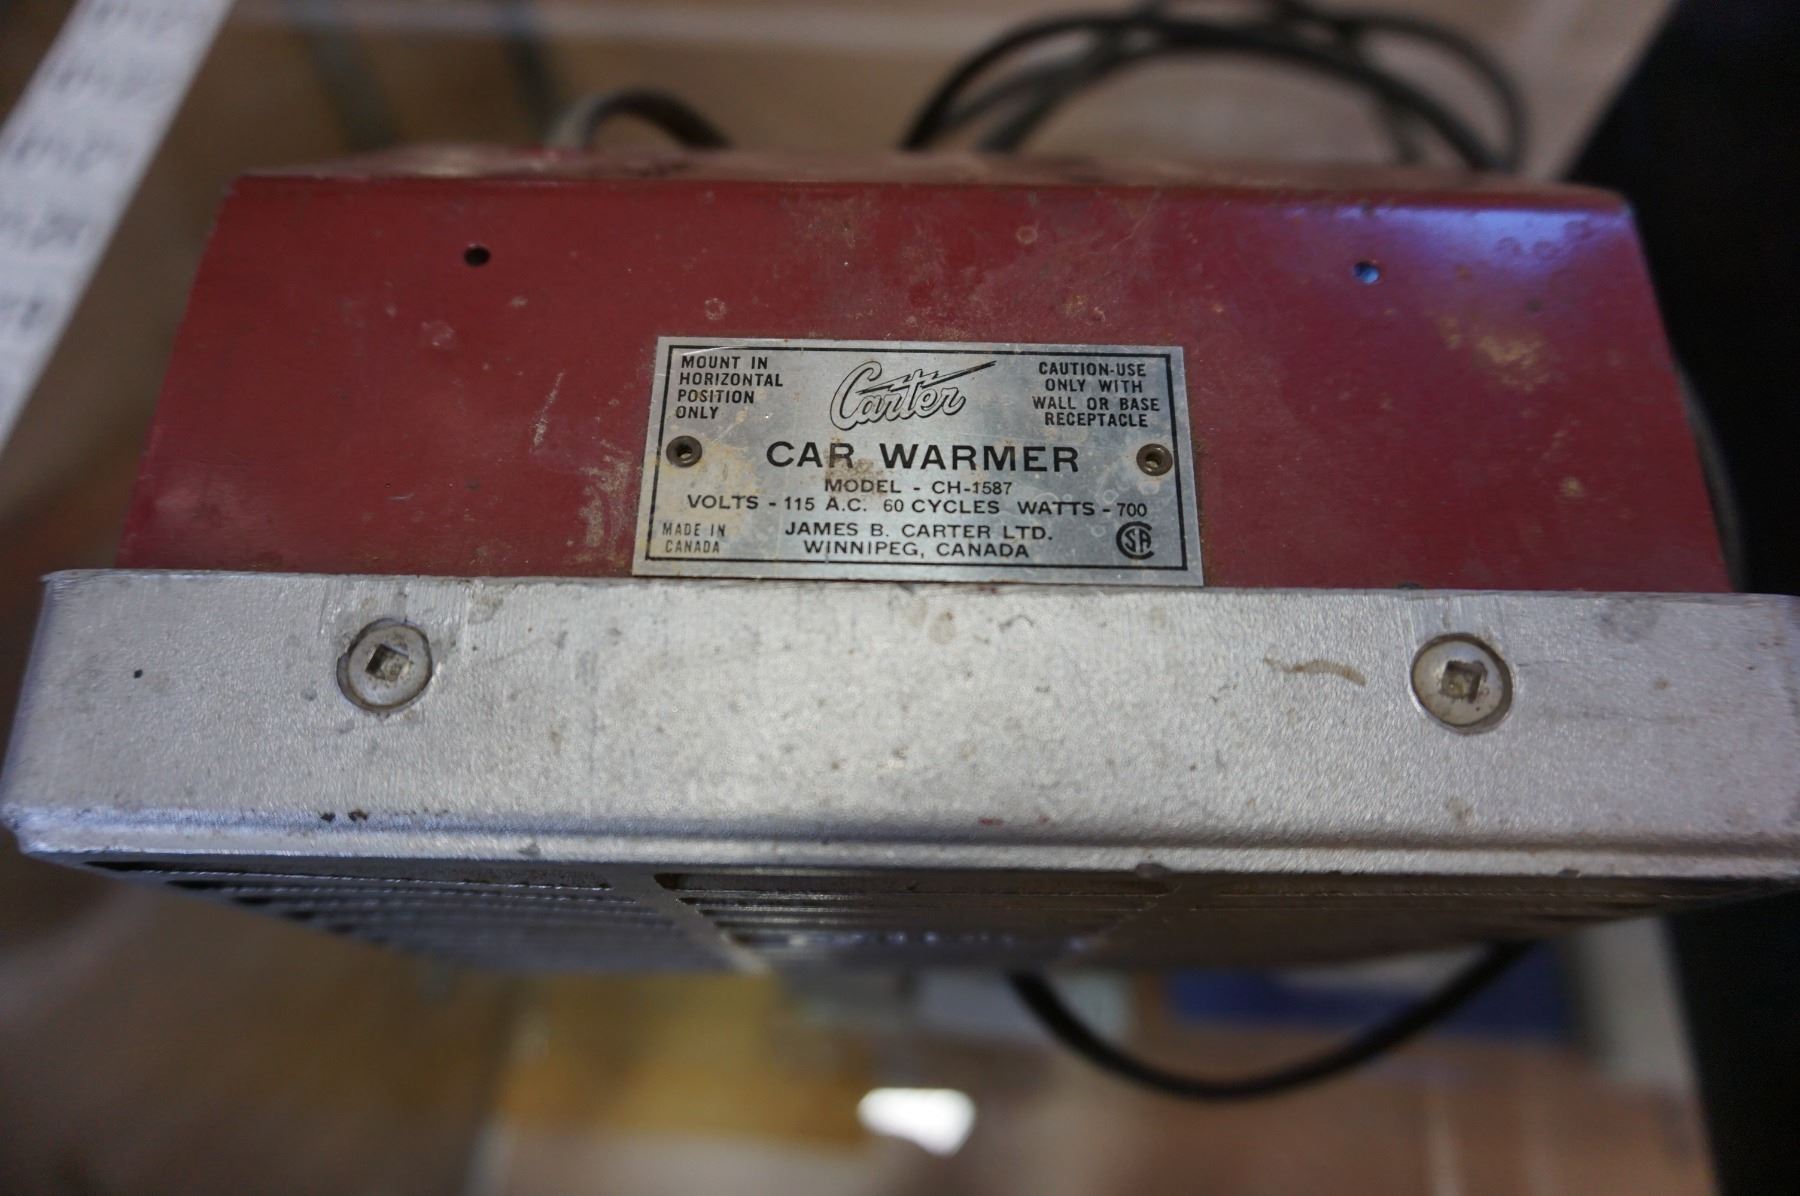 MOUNT IN
HORIZONTAL
POSITION
ONLY
Carter
CAUTION-USE
ONLY WITH
WALL OR BASE
RECEPTACLE
CAR WARMER
MODEL - CH-1587
VOLTS - 115 A.C. 60 CYCLES WATTS - 700
MADE IN
CANADA
JAMES B. CARTER LTD.
WINNIPEG, CANADA
CSA